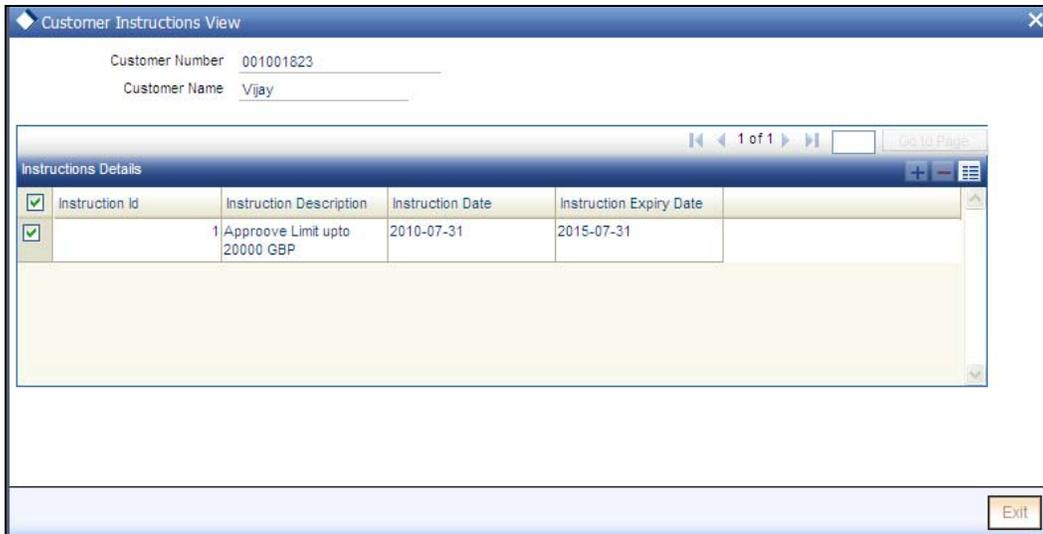 Customer Instructions View
Customer Number 001001823
Customer Name Vijay
1 of 1 Go to Page
Instructions Details
Instruction Id Instruction Description Instruction Date Instruction Expiry Date
1 Approove Limit upto 2010-07-31 2015-07-31
20000 GBP
Exit